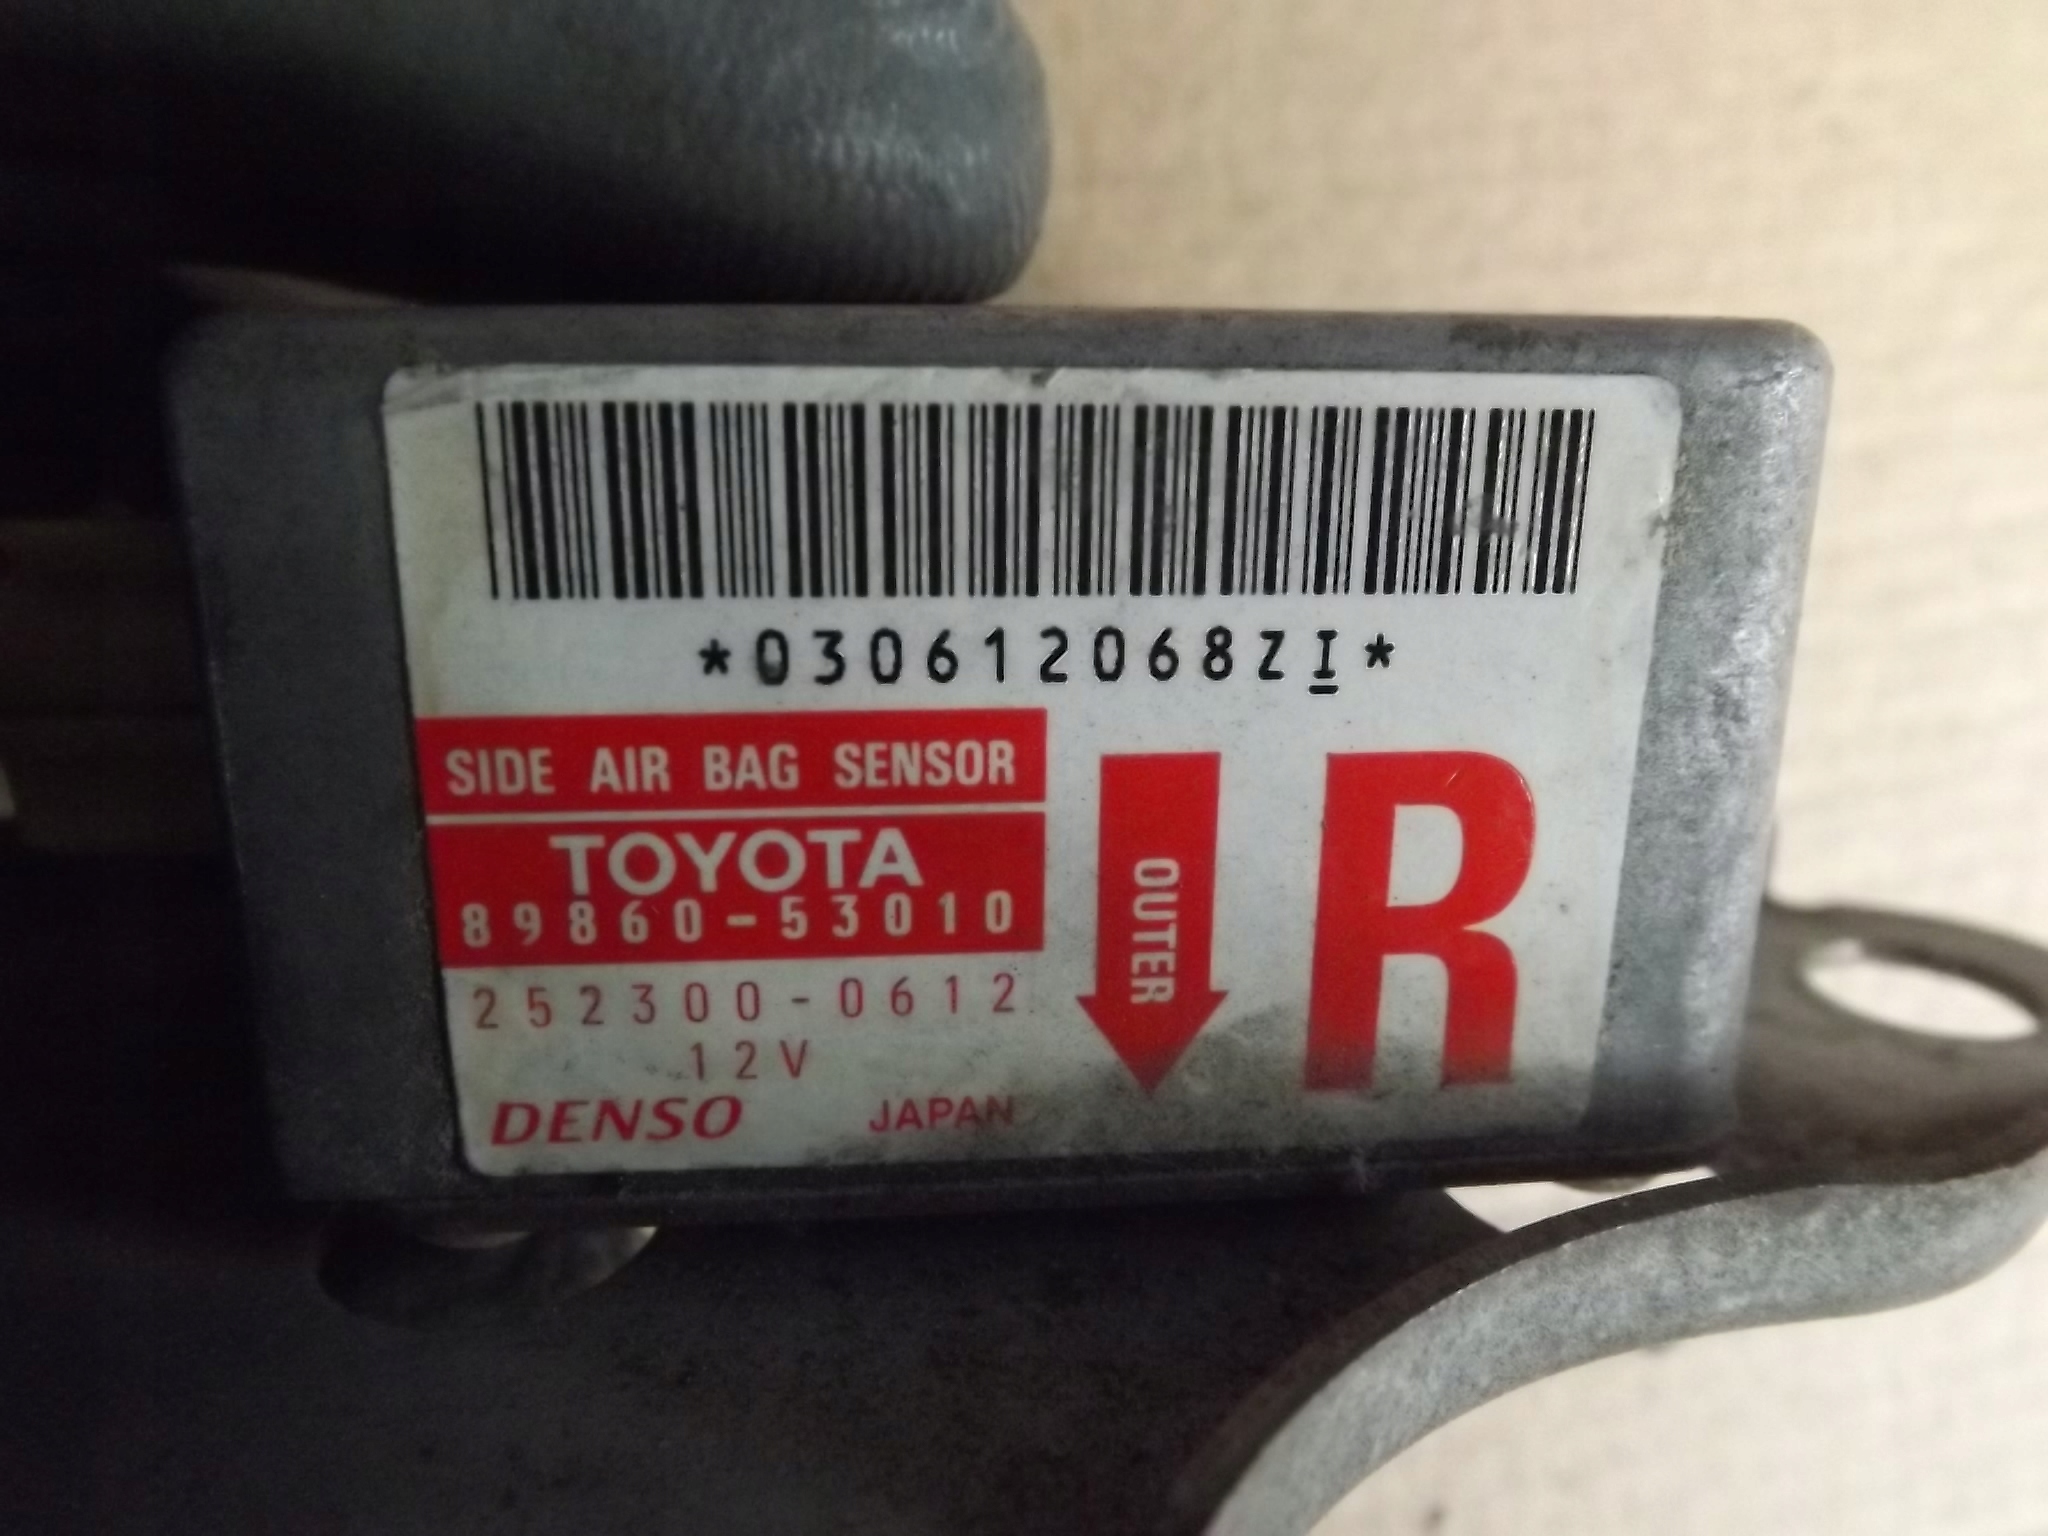 *030612068ZI*
SIDE AIR BAG SENSOR
TOYOTA
89860-53010
252300-0612
12V
DENSO JAPAN
OUTER
R